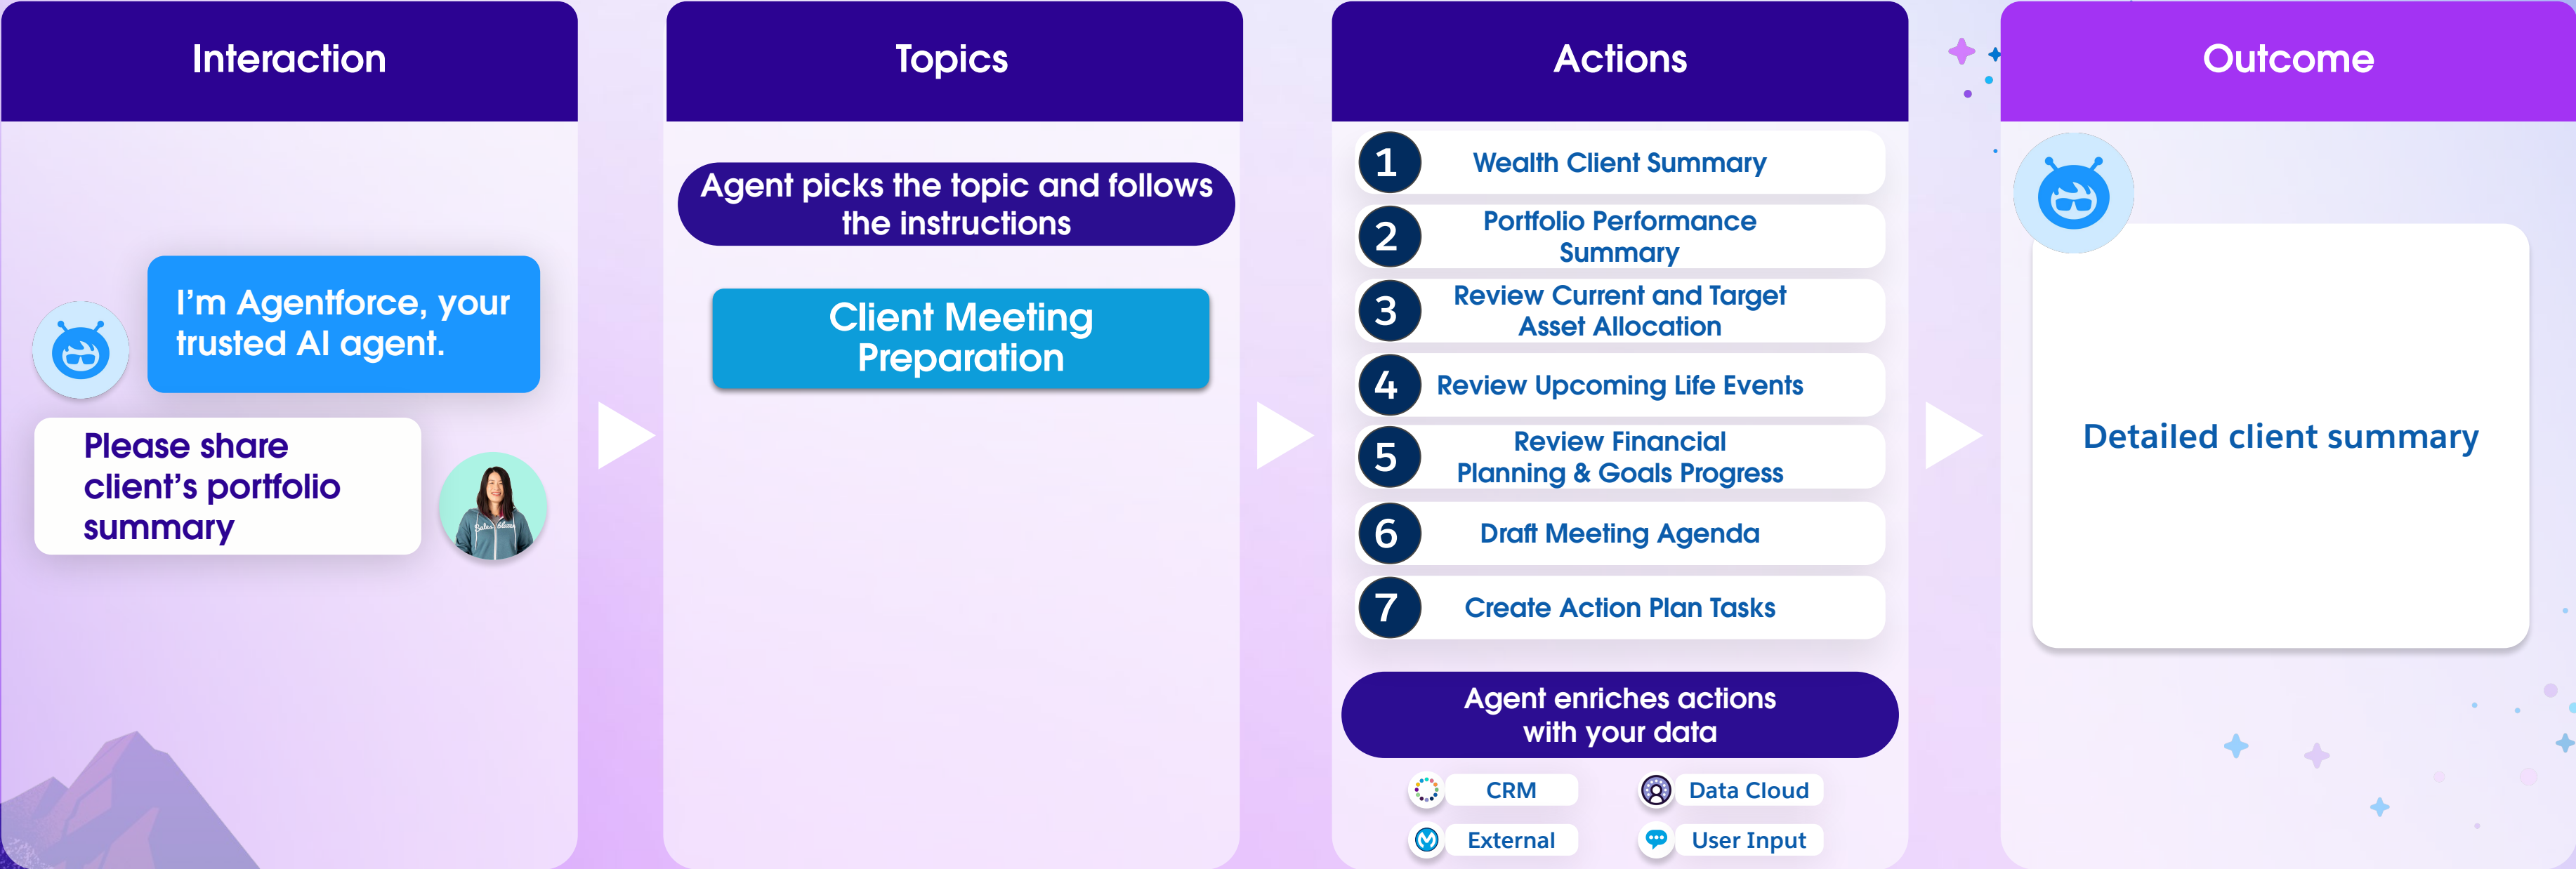 Interaction
I'm Agentforce, your
trusted AI agent.
Please share
client's portfolio
summary
Topics
Agent picks the topic and follows
the instructions
Client Meeting
Preparation
Actions
1 Wealth Client Summary
2 Portfolio Performance
Summary
3 Review Current and Target
Asset Allocation
4 Review Upcoming Life Events
5 Review Financial
Planning & Goals Progress
6 Draft Meeting Agenda
7 Create Action Plan Tasks
Agent enriches actions
with your data
CRM
Data Cloud
External
User Input
Outcome
Detailed client summary